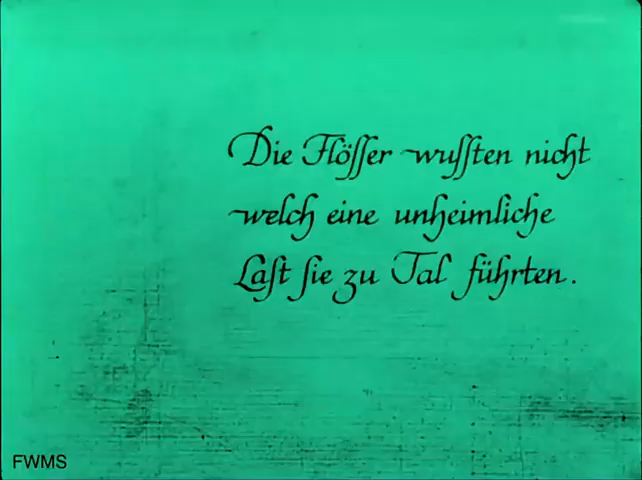 Die Flösser wussten nicht
welch eine unheimliche
Last sie zu Tal führten.
FWMS